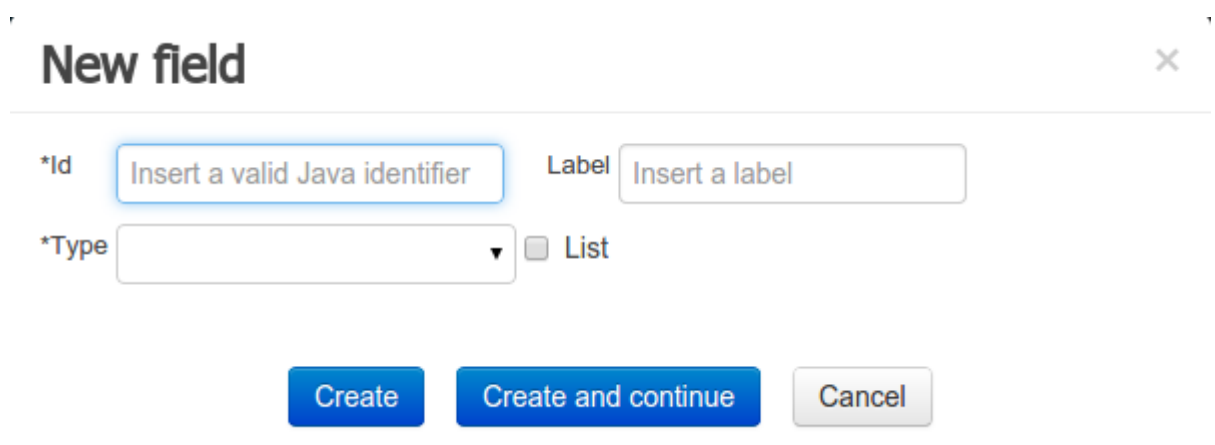 New field ×
*Id Insert a valid Java identifier Label Insert a label
*Type List
Create Create and continue Cancel